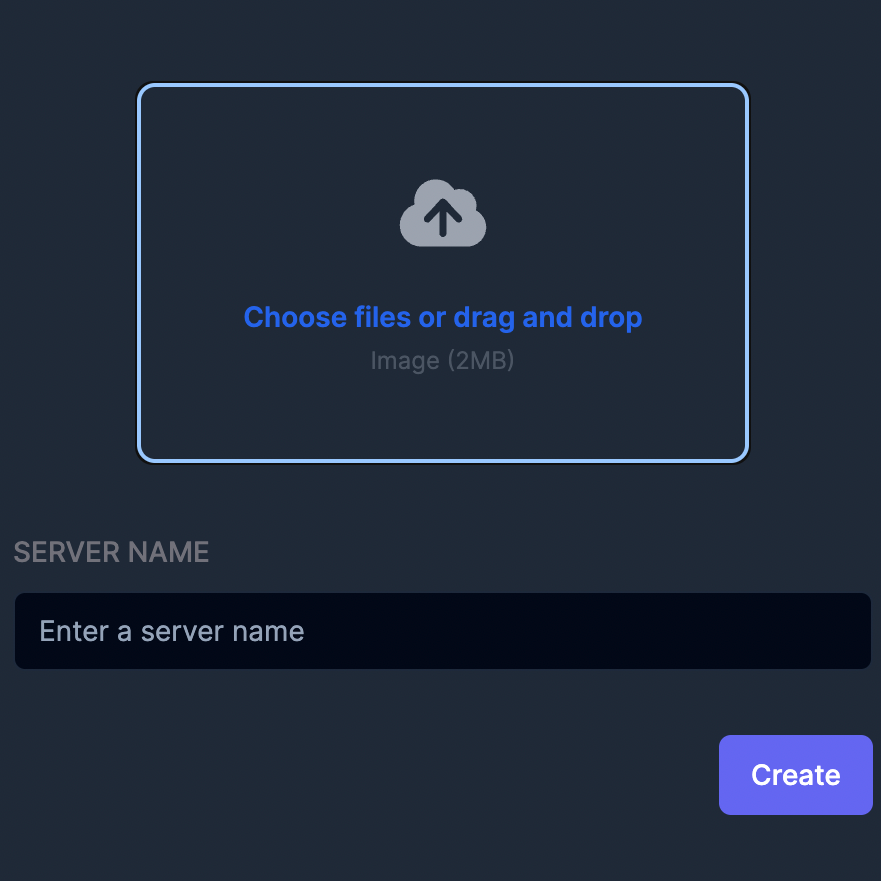 Choose files or drag and drop
Image (2MB)
SERVER NAME
Enter a server name
Create